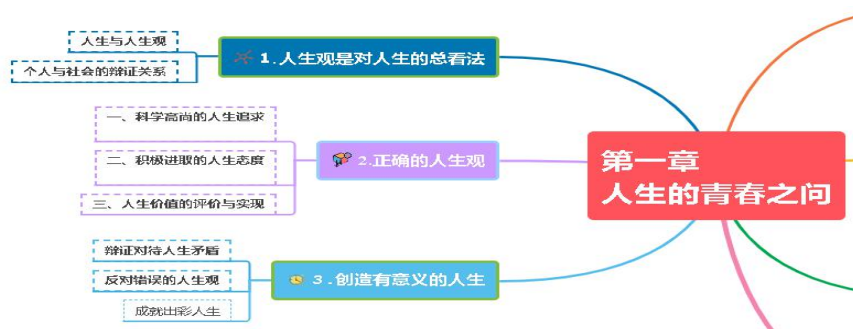 人生与人生观
个人与社会的辩证关系
1.人生观是对人生的总看法
一、科学高尚的人生追求
二、积极进取的人生态度
三、人生价值的评价与实现
2.正确的人生观
辩证对待人生矛盾
反对错误的人生观
成就出彩人生
3.创造有意义的人生
第一章
人生的青春之问